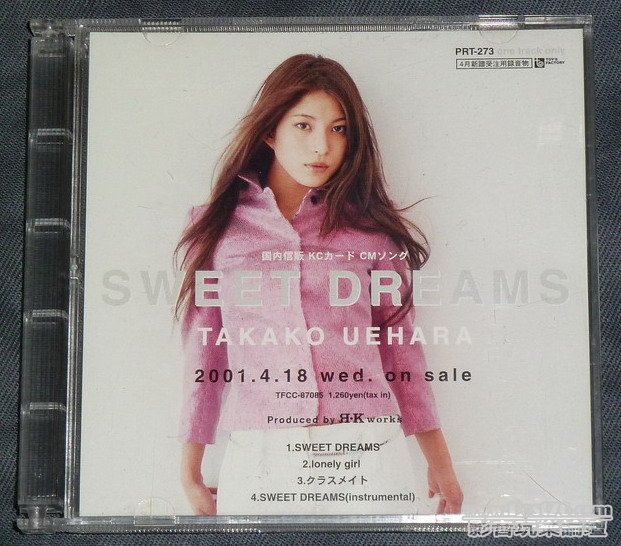 PRT-273 one track only
4月新譜受注用録音物 TOY'S FACTORY
国内信販 KCカード CMソング
SWEET DREAMS
TAKAKO UEHARA
2001.4.18 wed. on sale
TFCC-87085 1,260yen(tax in)
Produced by H·K works
1.SWEET DREAMS
2.lonely girl
3.クラスメイト
4.SWEET DREAMS(instrumental)